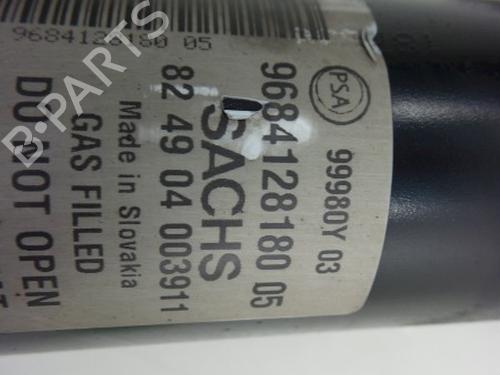 9684128180 05
PSA
99980Y 03
9684128180 05
SACHS
82 49 04 003911
Made in Slovakia
GAS FILLED
DO NOT OPEN
B-PARTS